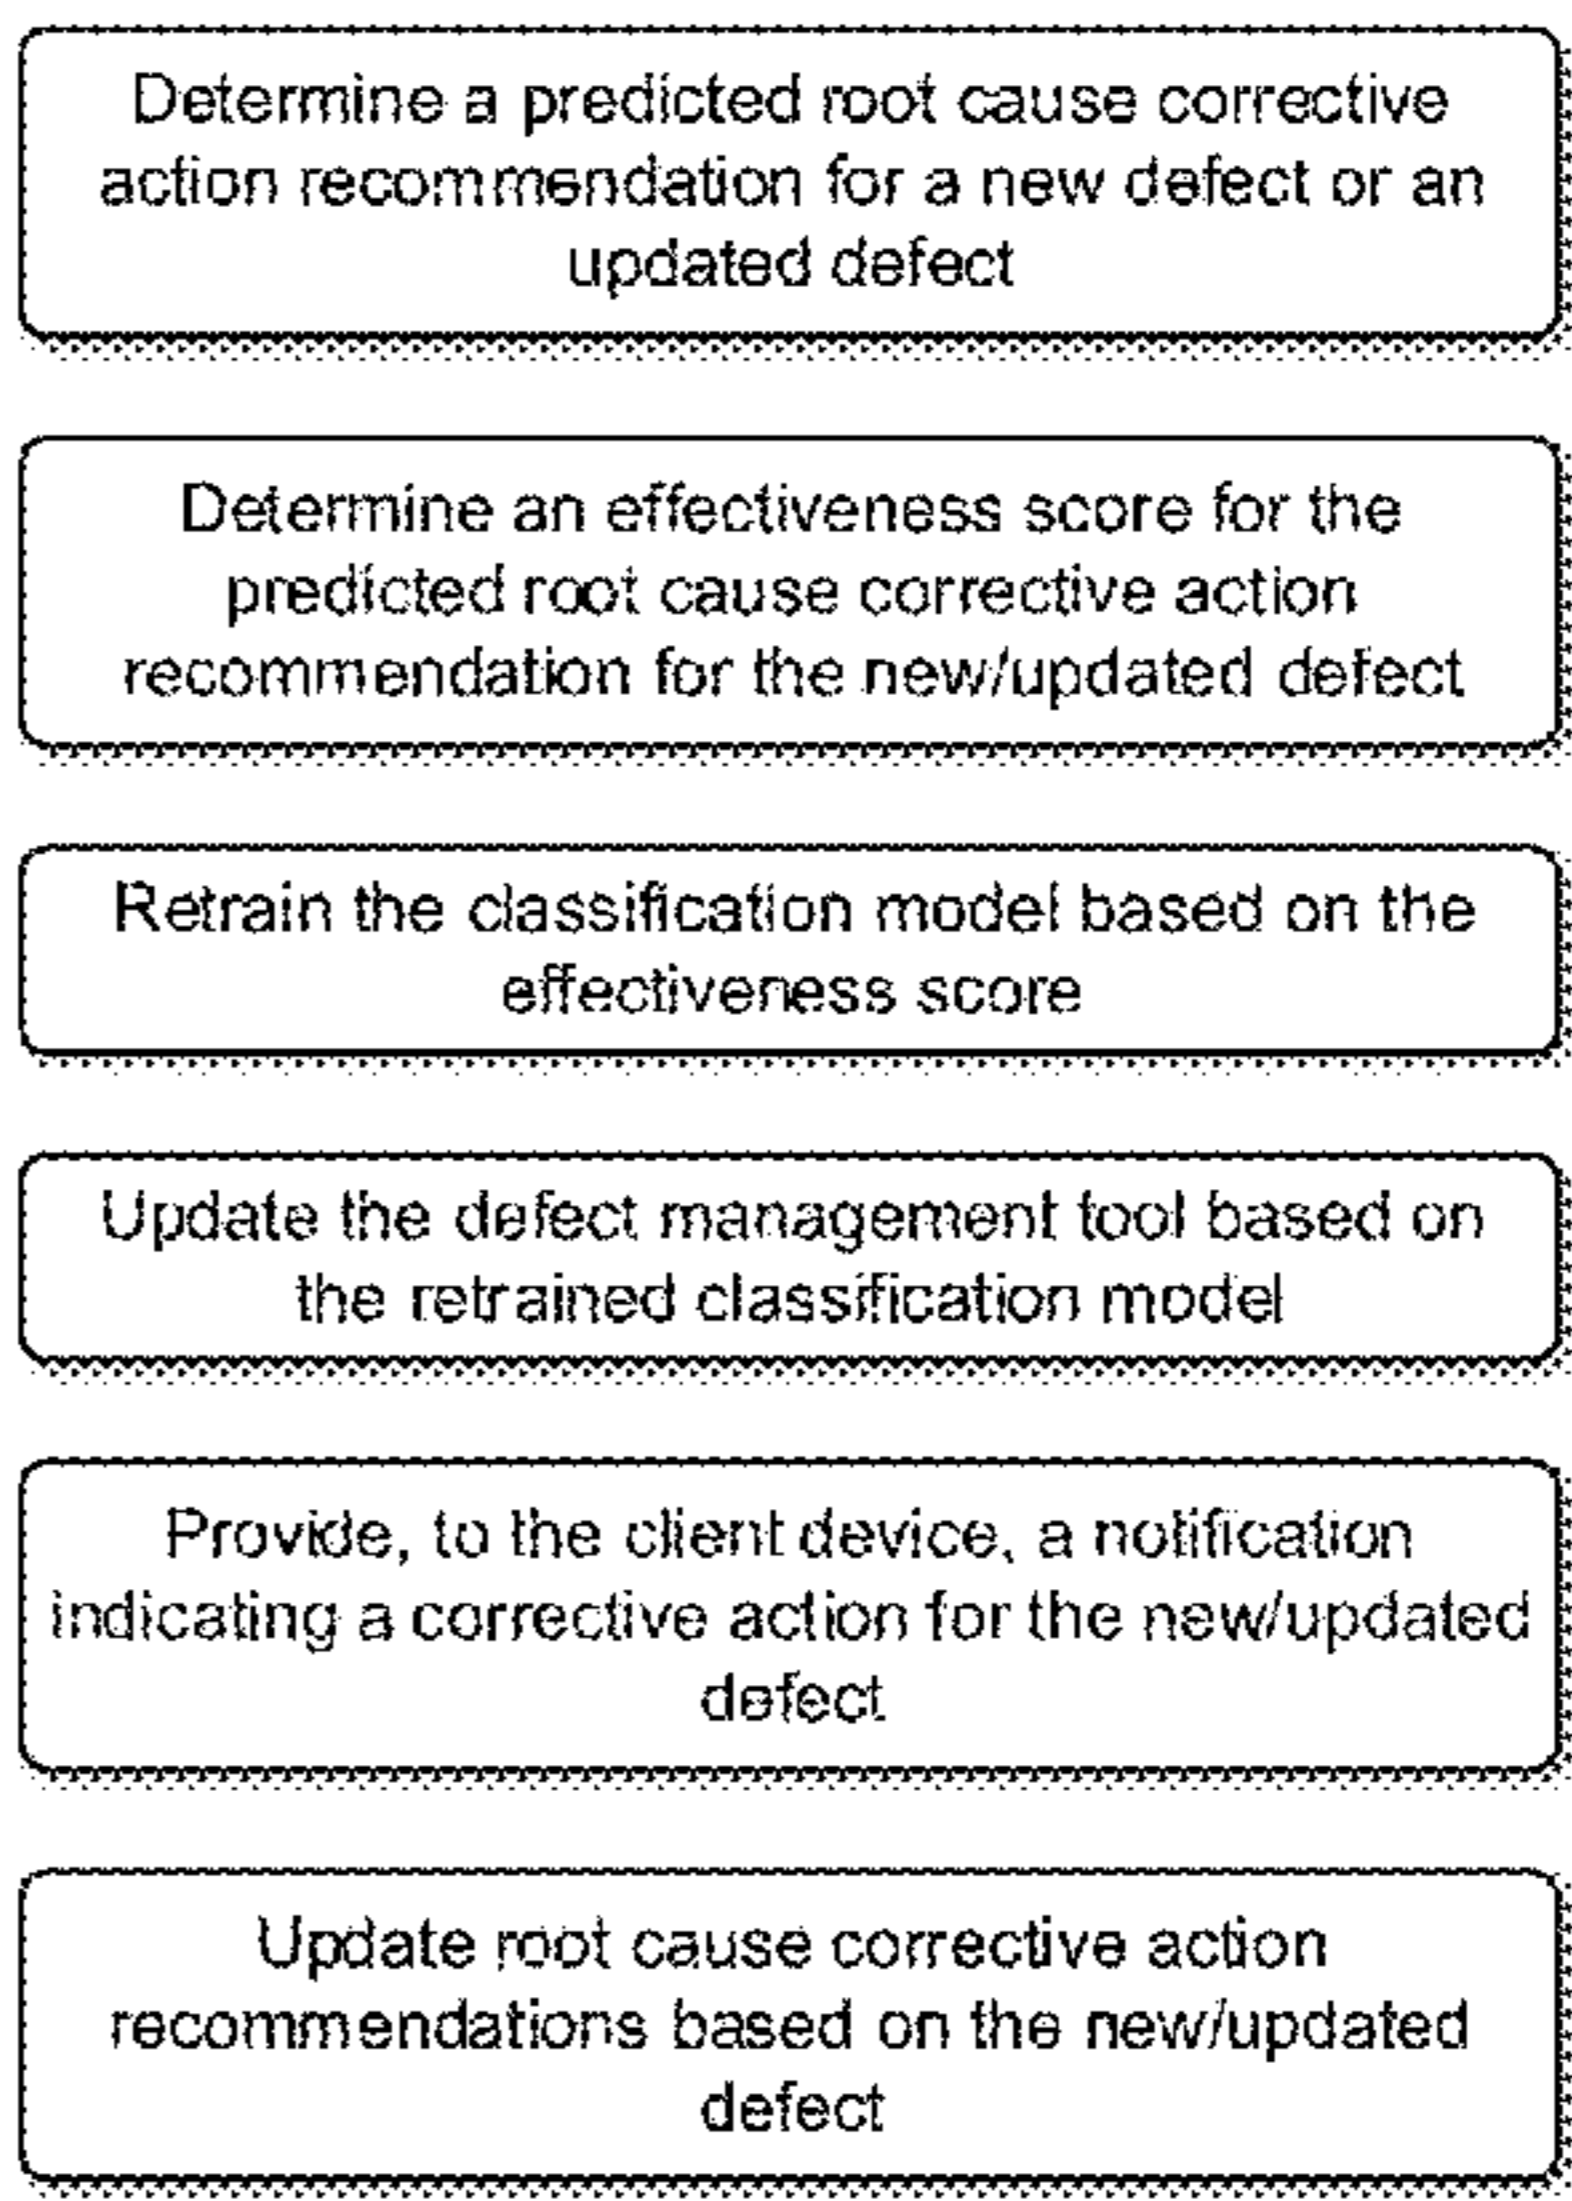 Determine a predicted root cause corrective
action recommendation for a new defect or an
updated defect
Determine an effectiveness score for the
predicted root cause corrective action
recommendation for the new/updated defect
Retrain the classification model based on the
effectiveness score
Update the defect management tool based on
the retrained classification model
Provide, to the client device, a notification
indicating a corrective action for the new/updated
defect
Update root cause corrective action
recommendations based on the new/updated
defect